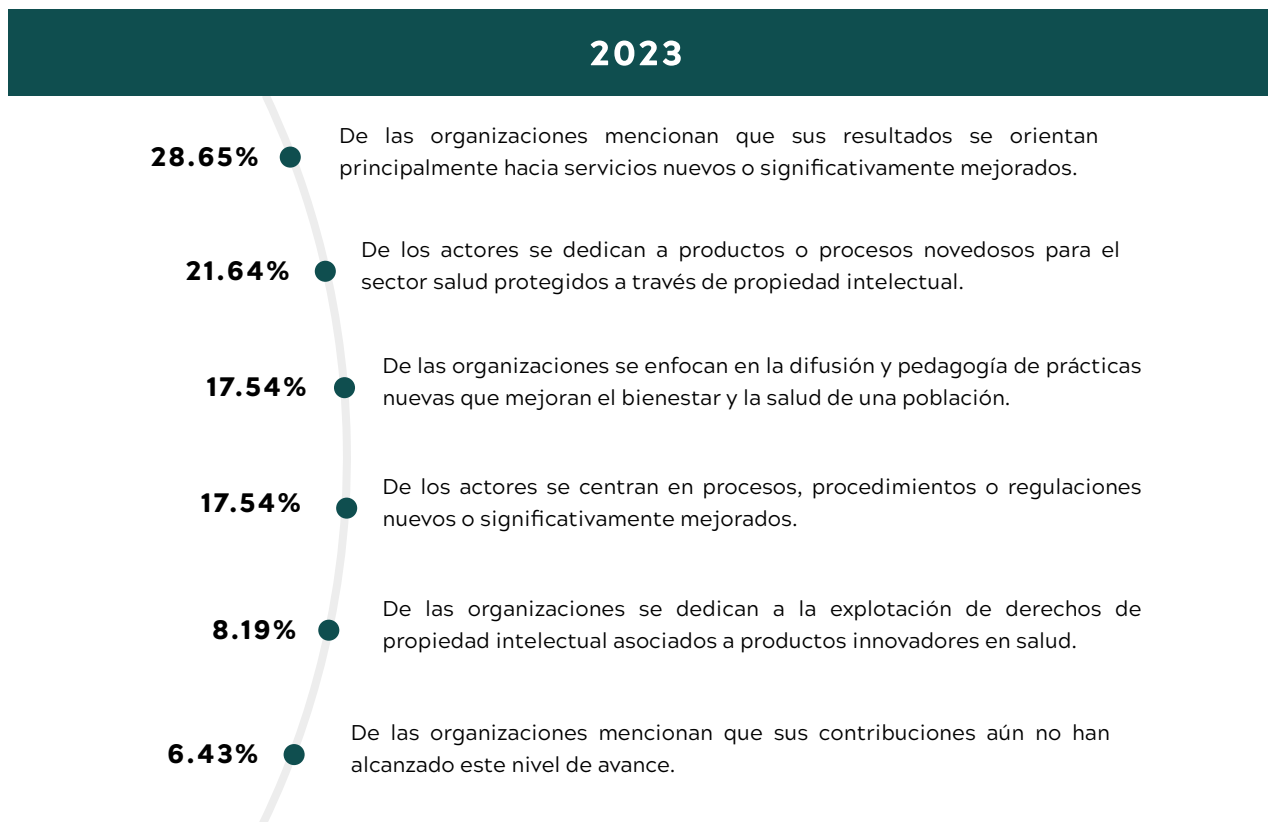 2023
28.65%
De las organizaciones mencionan que sus resultados se orientan
principalmente hacia servicios nuevos o significativamente mejorados.
21.64%
De los actores se dedican a productos o procesos novedosos para el
sector salud protegidos a través de propiedad intelectual.
17.54%
De las organizaciones se enfocan en la difusión y pedagogía de prácticas
nuevas que mejoran el bienestar y la salud de una población.
17.54%
De los actores se centran en procesos, procedimientos o regulaciones
nuevos o significativamente mejorados.
8.19%
De las organizaciones se dedican a la explotación de derechos de
propiedad intelectual asociados a productos innovadores en salud.
6.43%
De las organizaciones mencionan que sus contribuciones aún no han
alcanzado este nivel de avance.